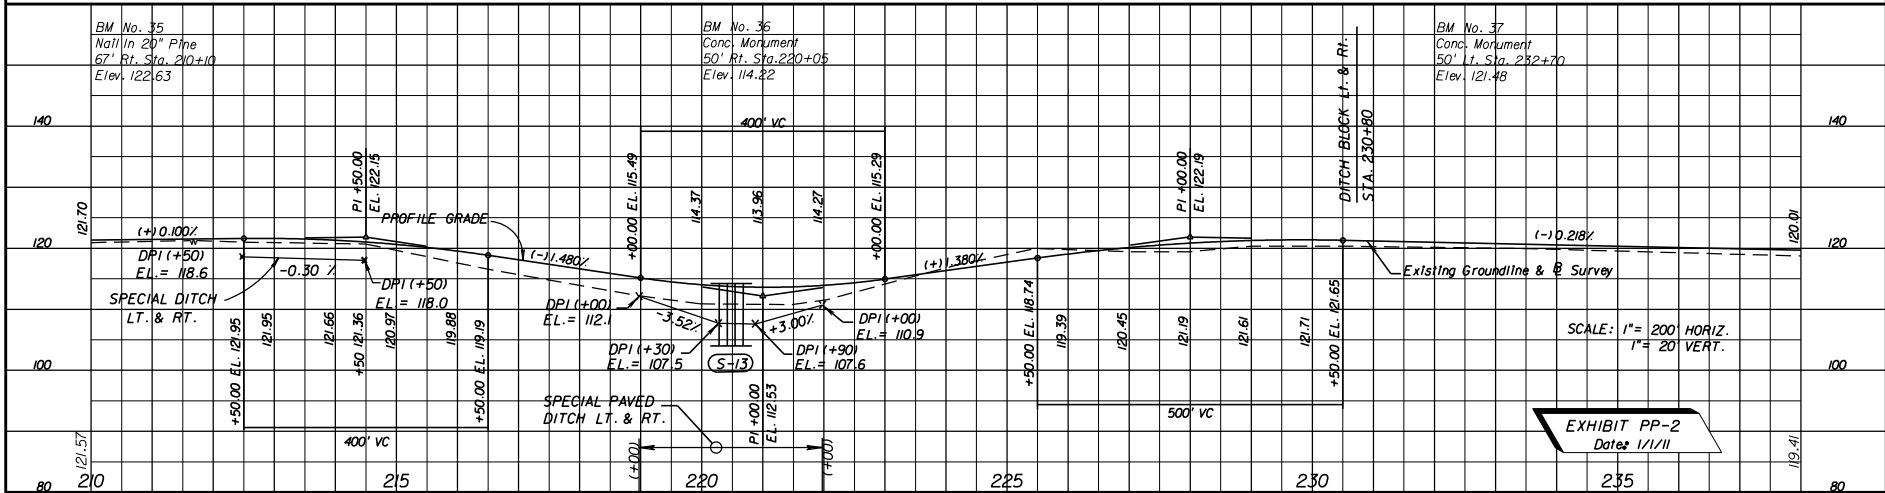 BM No. 35
Nail In 20" Pine
67' Rt. Sta. 210+10
Elev. 122.63
BM No. 36
Conc. Monument
50' Rt. Sta. 220+05
Elev. 114.22
BM No. 37
Conc. Monument
50' Lt. Sta. 232+70
Elev. 121.48
DITCH BLOCK Lt. & Rt.
STA. 230+80
140
140
400' VC
121.70
PI +50.00
EL. 122.15
PROFILE GRADE
+00.00 EL. 115.49
114.37
113.96
114.27
+00.00 EL. 115.29
PI +00.00
EL. 122.19
120.01
(+) 0.100%
(-) 1.480%
(+) 1.380%
(-) 0.218%
120
120
DPI (+50)
EL. = 118.6
-0.30 %
DPI (+50)
EL. = 118.0
SPECIAL DITCH
LT. & RT.
DPI (+00)
EL. = 112.1
-3.52%
+3.00%
DPI (+00)
EL. = 110.9
Existing Groundline & B Survey
DPI (+30)
EL. = 107.5
S-13
DPI (+90)
EL. = 107.6
SCALE: 1" = 200' HORIZ.
1" = 20' VERT.
+50.00 EL. 121.95
121.95
121.66
+50 121.36
120.97
119.88
+50.00 EL. 119.19
+50.00 EL. 118.74
119.39
120.45
121.19
121.61
121.71
+50.00 EL. 121.65
100
100
SPECIAL PAVED
DITCH LT. & RT.
PI +00.00
EL. 112.53
400' VC
500' VC
(+00)
(+00)
EXHIBIT PP-2
Date: 1/1/11
121.57
119.41
80
210
215
220
225
230
235
80